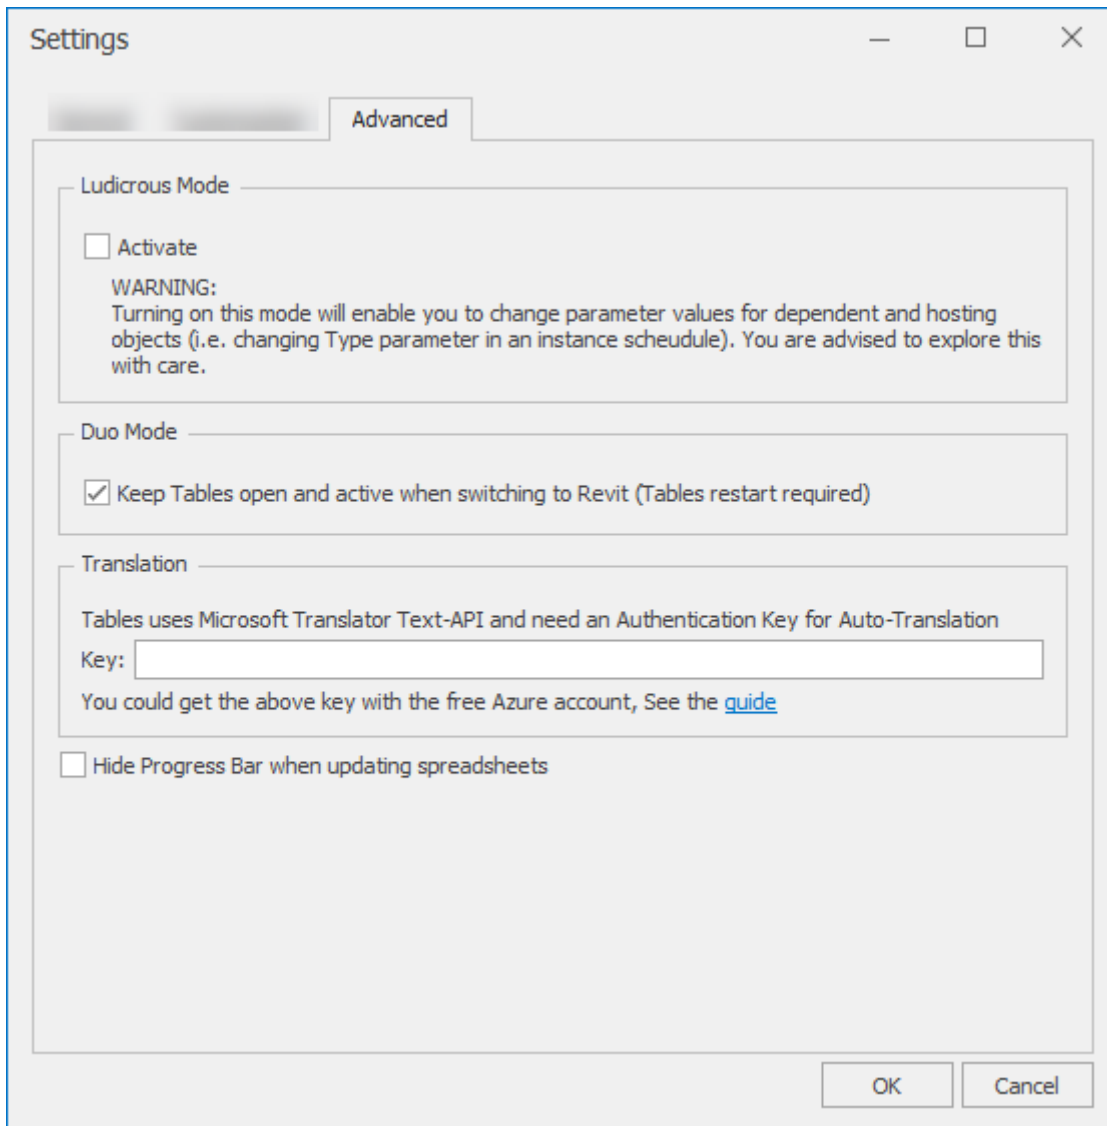 Settings
Advanced
Ludicrous Mode
Activate
WARNING:
Turning on this mode will enable you to change parameter values for dependent and hosting
objects (i.e. changing Type parameter in an instance scheudule). You are advised to explore this
with care.
Duo Mode
Keep Tables open and active when switching to Revit (Tables restart required)
Translation
Tables uses Microsoft Translator Text-API and need an Authentication Key for Auto-Translation
Key:
You could get the above key with the free Azure account, See the guide
Hide Progress Bar when updating spreadsheets
OK
Cancel